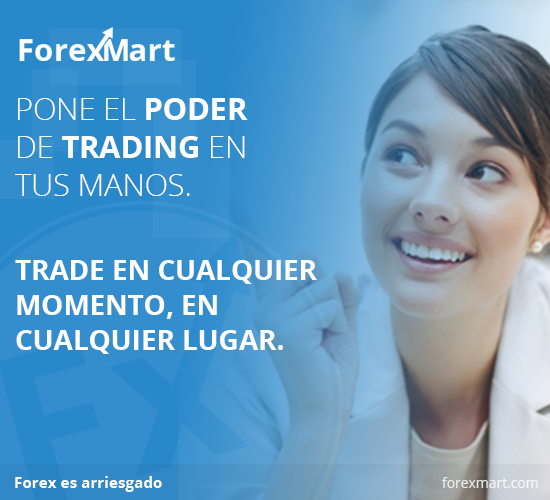 ForexMart
PONE EL PODER
DE TRADING EN
TUS MANOS.
TRADE EN CUALQUIER
MOMENTO, EN
CUALQUIER LUGAR.
FX
Forex es arriesgado
forexmart.com